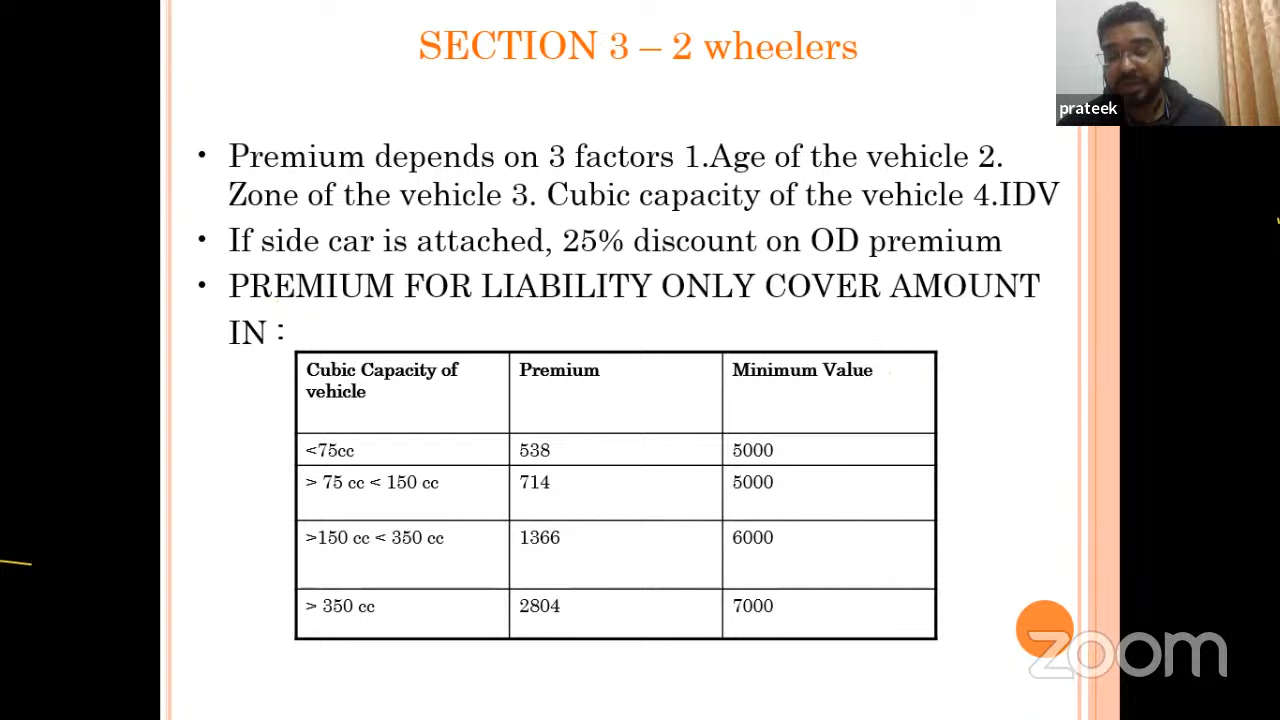 SECTION 3 – 2 wheelers
prateek
• Premium depends on 3 factors 1.Age of the vehicle 2.
Zone of the vehicle 3. Cubic capacity of the vehicle 4.IDV
• If side car is attached, 25% discount on OD premium
• PREMIUM FOR LIABILITY ONLY COVER AMOUNT
IN :
Cubic Capacity of vehicle Premium Minimum Value
<75cc 538 5000
> 75 cc < 150 cc 714 5000
>150 cc < 350 cc 1366 6000
> 350 cc 2804 7000
zoom